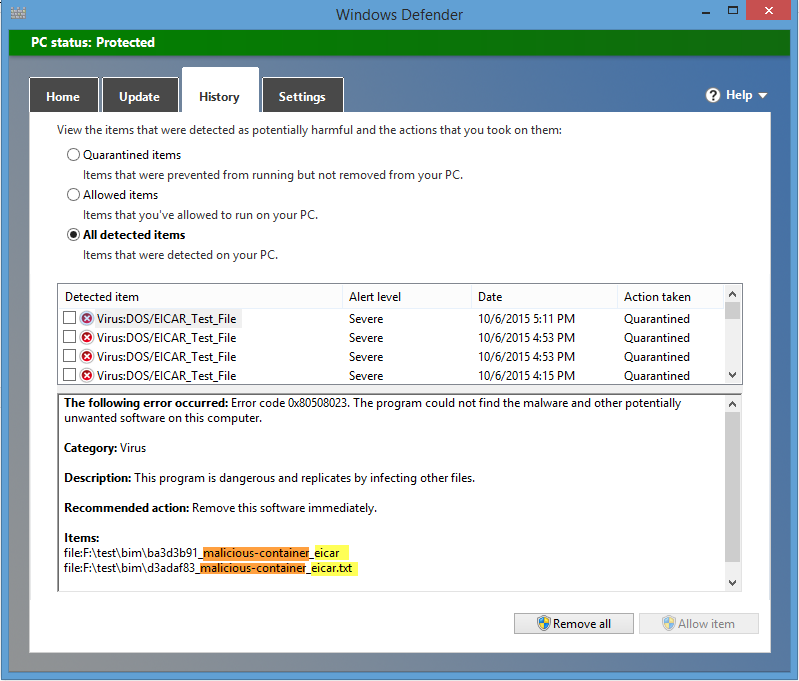 Windows Defender
PC status: Protected
Home Update History Settings Help
View the items that were detected as potentially harmful and the actions that you took on them:
Quarantined items
Items that were prevented from running but not removed from your PC.
Allowed items
Items that you've allowed to run on your PC.
All detected items
Items that were detected on your PC.
Detected item Alert level Date Action taken
Virus:DOS/EICAR_Test_File Severe 10/6/2015 5:11 PM Quarantined
Virus:DOS/EICAR_Test_File Severe 10/6/2015 4:53 PM Quarantined
Virus:DOS/EICAR_Test_File Severe 10/6/2015 4:53 PM Quarantined
Virus:DOS/EICAR_Test_File Severe 10/6/2015 4:15 PM Quarantined
The following error occurred: Error code 0x80508023. The program could not find the malware and other potentially
unwanted software on this computer.
Category: Virus
Description: This program is dangerous and replicates by infecting other files.
Recommended action: Remove this software immediately.
Items:
file:F:\test\bim\ba3d3b91_malicious-container_eicar
file:F:\test\bim\d3adaf83_malicious-container_eicar.txt
Remove all Allow item